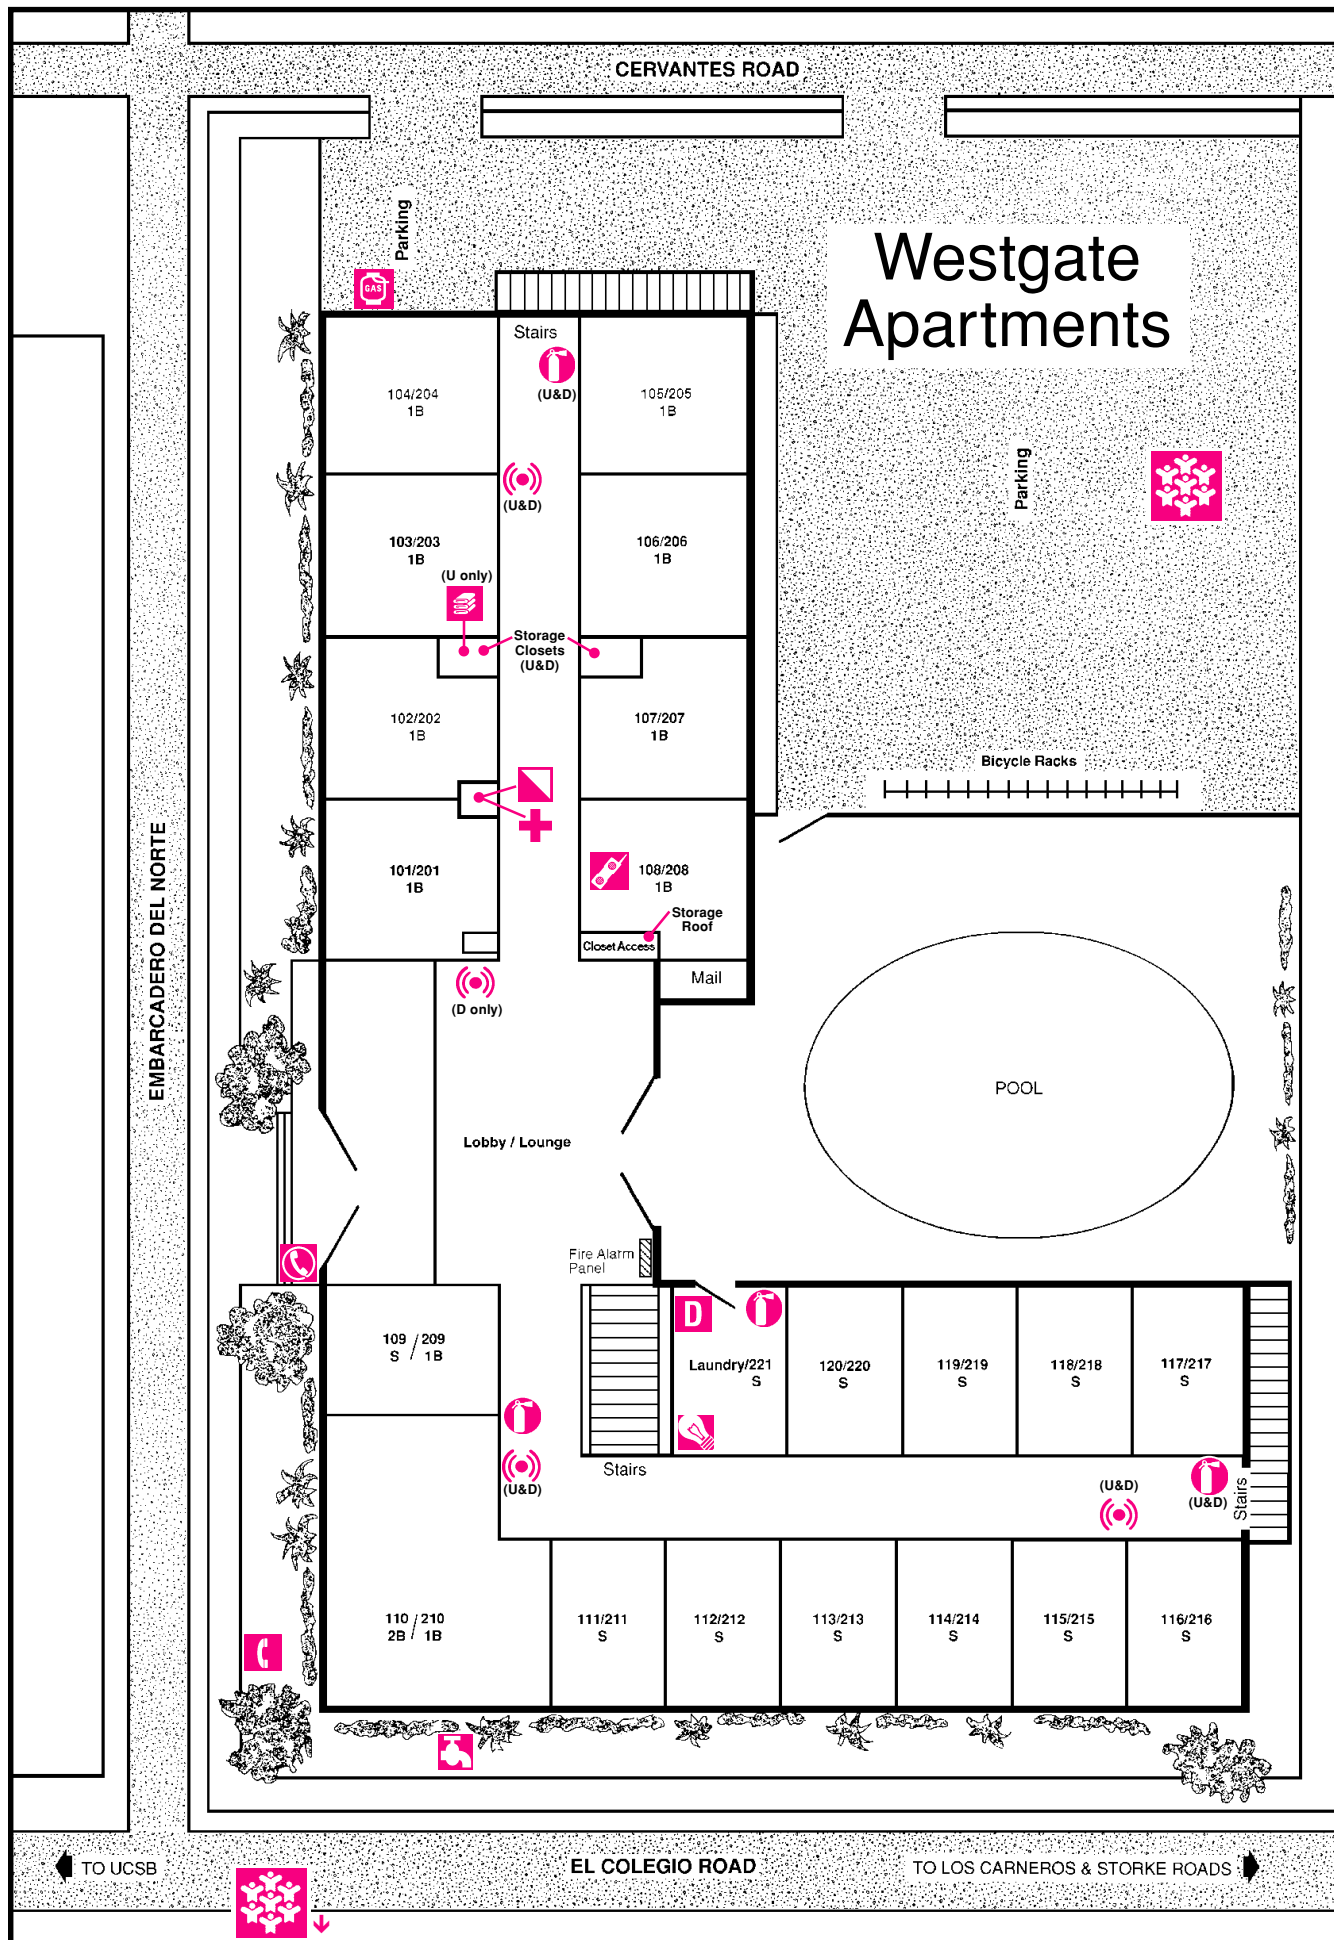 CERVANTES ROAD
Parking
Westgate
Apartments
GAS
Stairs
(U&D)
104/204
1B
105/205
1B
Parking
(U&D)
103/203
1B
106/206
1B
(U only)
Storage
Closets
(U&D)
102/202
1B
107/207
1B
Bicycle Racks
EMBARCADERO DEL NORTE
101/201
1B
108/208
1B
Storage
Roof
Closet Access
Mail
(D only)
POOL
Lobby / Lounge
Fire Alarm
Panel
D
109 / 209
S / 1B
Laundry/221
S
120/220
S
119/219
S
118/218
S
117/217
S
Stairs
(U&D)
(U&D)
(U&D)
Stairs
110 / 210
2B / 1B
111/211
S
112/212
S
113/213
S
114/214
S
115/215
S
116/216
S
TO UCSB
EL COLEGIO ROAD
TO LOS CARNEROS & STORKE ROADS